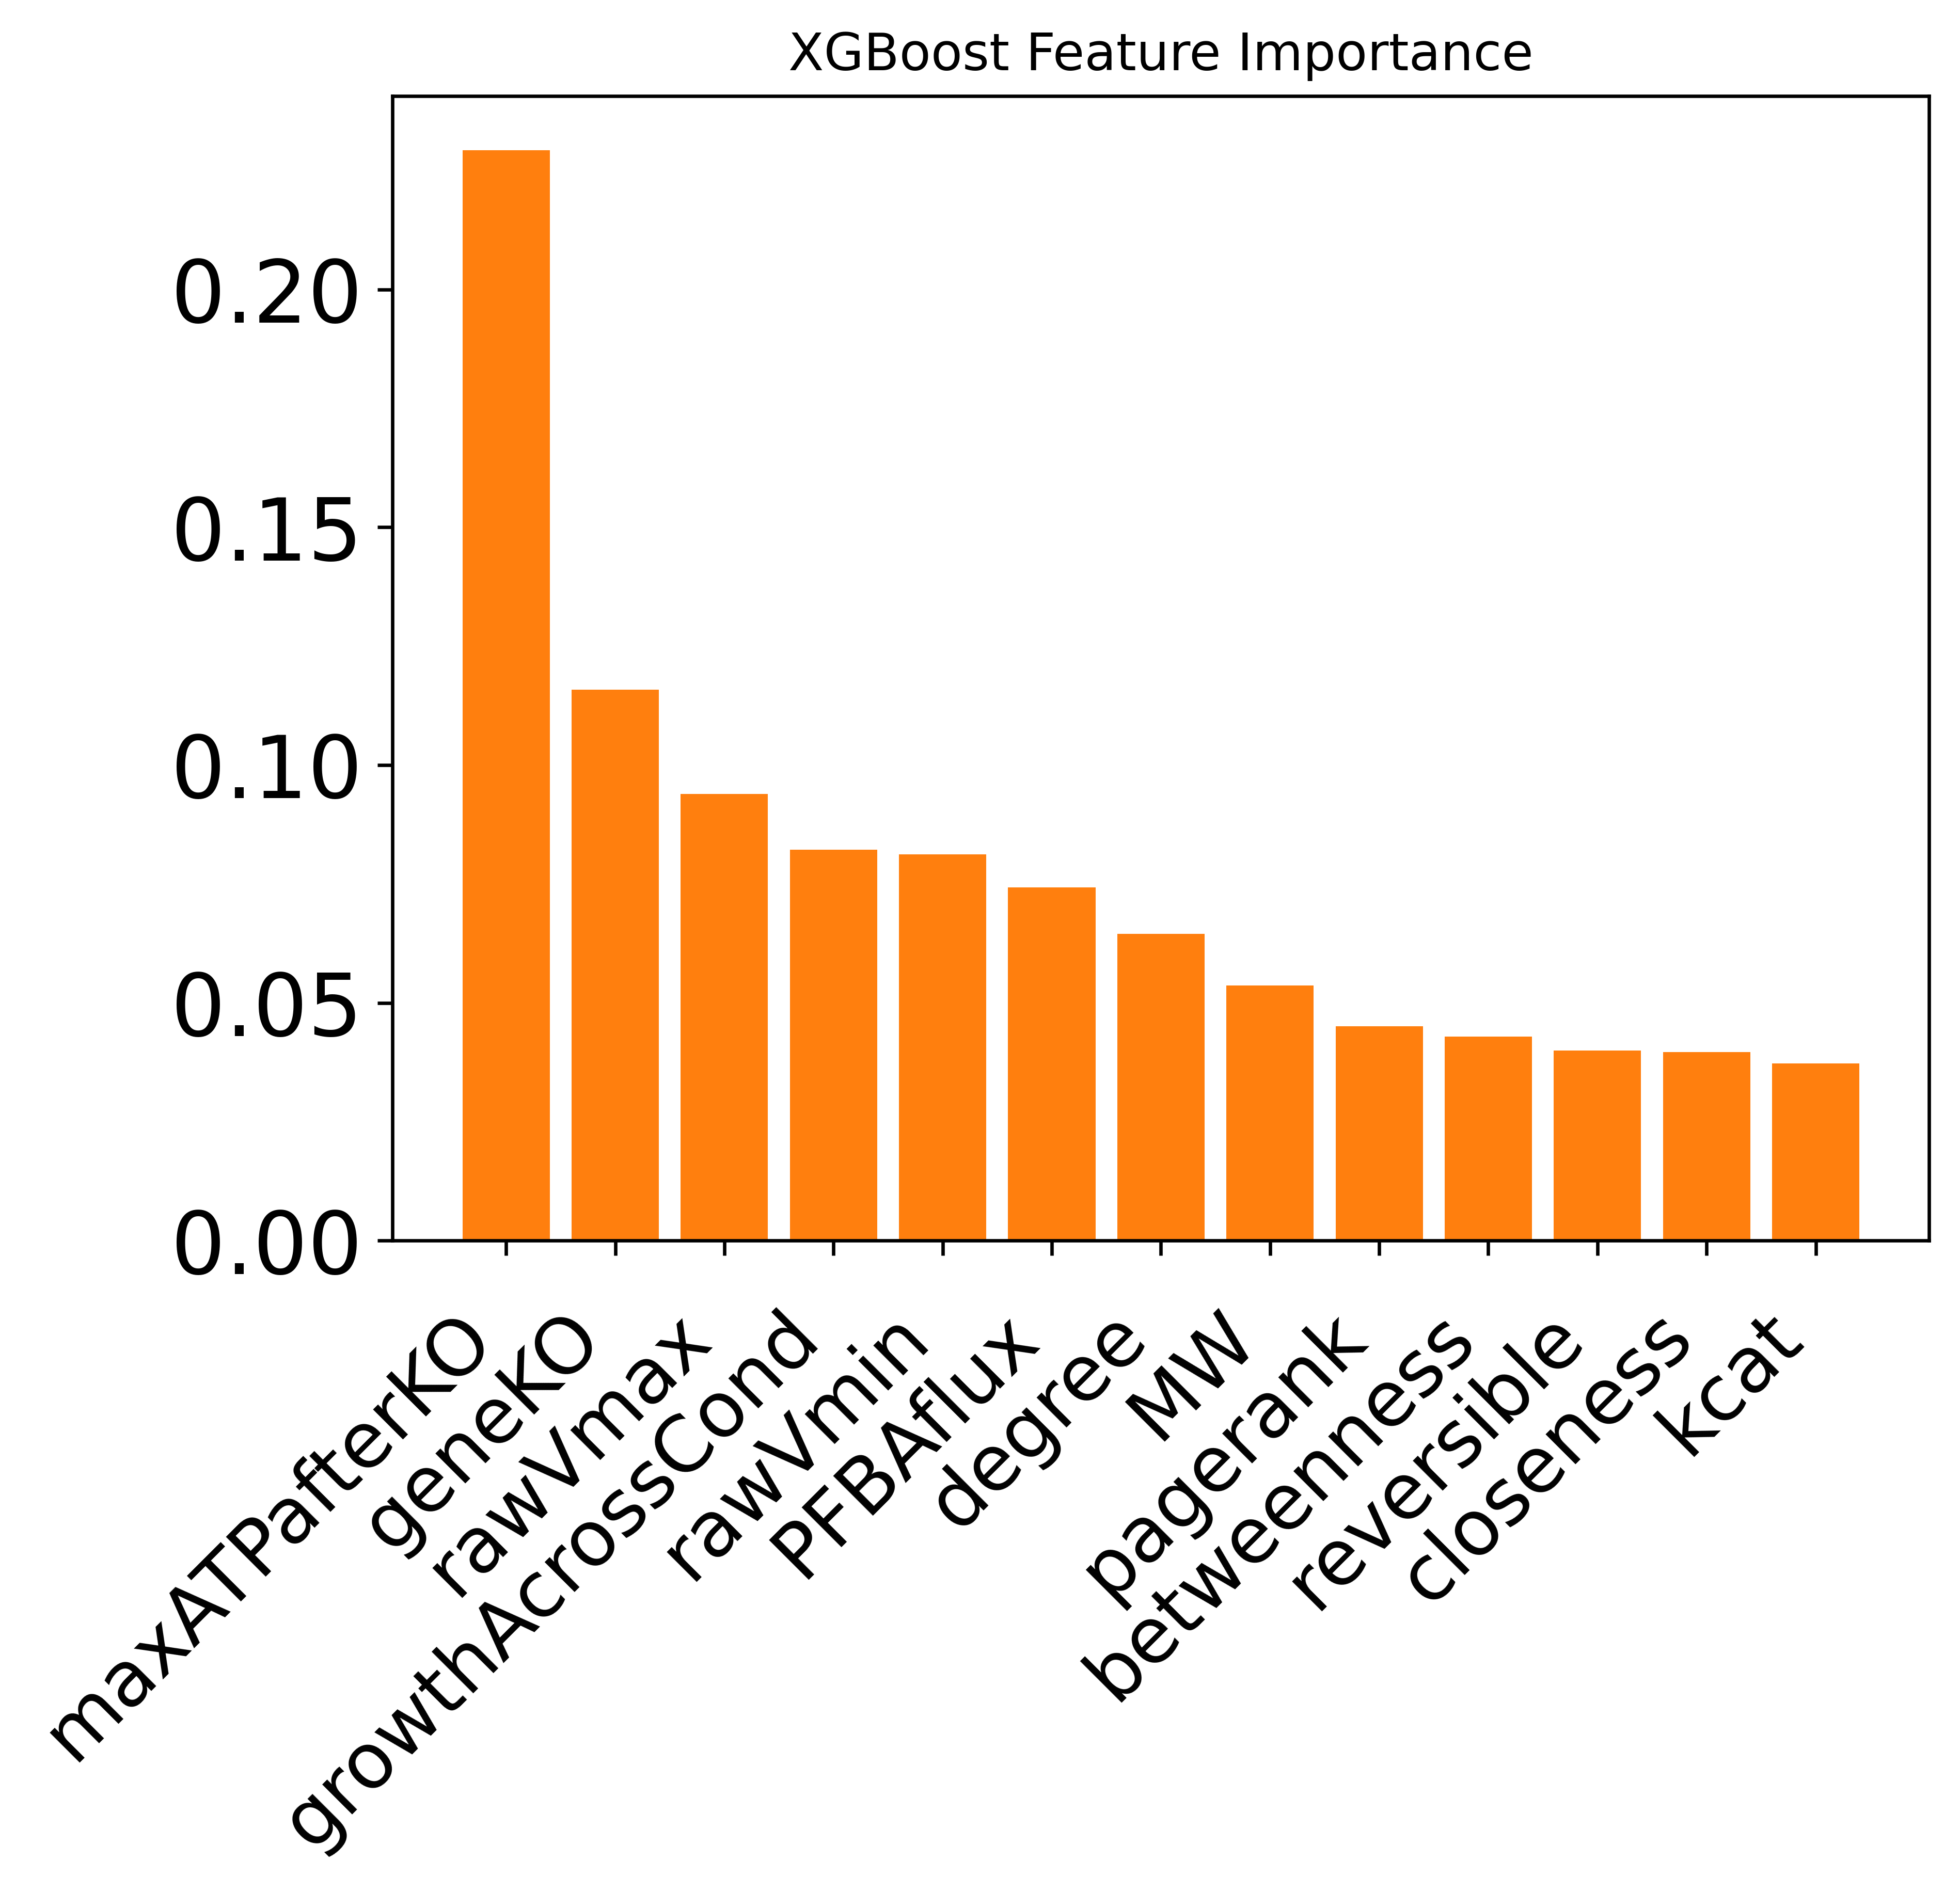 XGBoost Feature Importance
0.20
0.15
0.10
0.05
0.00
maxATPafterKO
geneKO
rawVmax
growthAcrossCond
rawVmin
PFBAflux
degree
MW
pagerank
betweenness
reversible
closeness
kcat